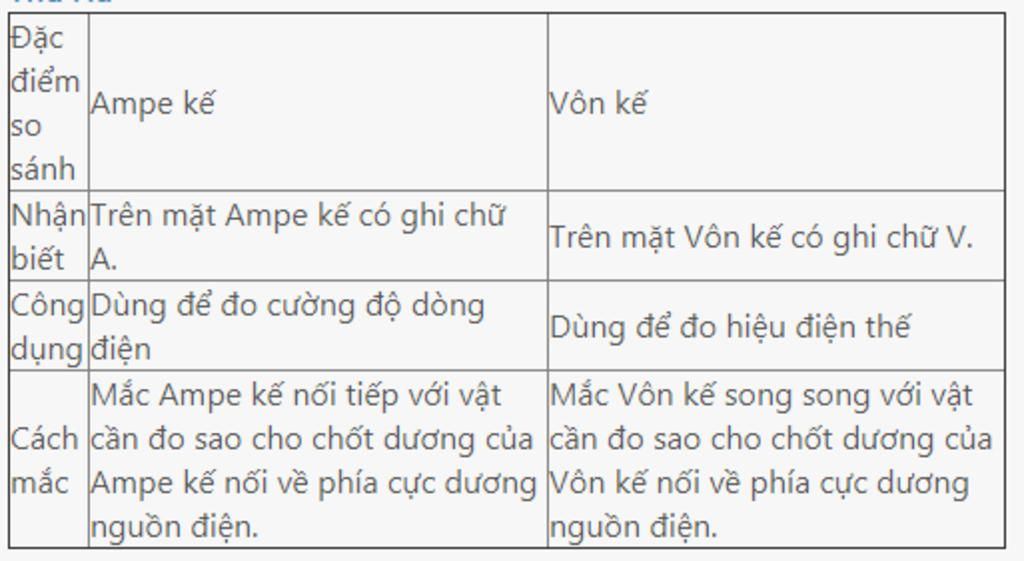 Đặc
điểm
so
sánh
Ampe kế
Vôn kế
Nhận
biết
Trên mặt Ampe kế có ghi chữ
A.
Trên mặt Vôn kế có ghi chữ V.
Công
dụng
Dùng để đo cường độ dòng
điện
Dùng để đo hiệu điện thế
Cách
mắc
Mắc Ampe kế nối tiếp với vật
cần đo sao cho chốt dương của
Ampe kế nối về phía cực dương
nguồn điện.
Mắc Vôn kế song song với vật
cần đo sao cho chốt dương của
Vôn kế nối về phía cực dương
nguồn điện.